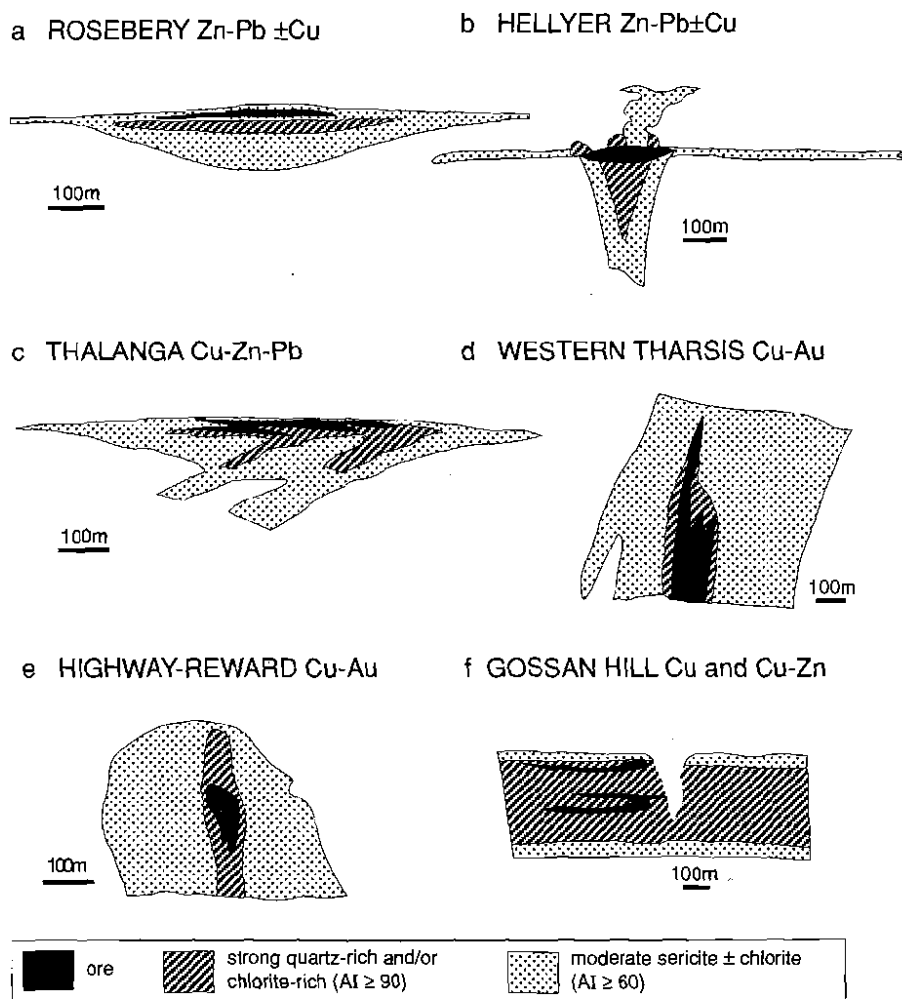 a ROSEBERY Zn-Pb ±Cu
b HELLYER Zn-Pb±Cu
100m
100m
c THALANGA Cu-Zn-Pb
d WESTERN THARSIS Cu-Au
100m
100m
e HIGHWAY-REWARD Cu-Au
f GOSSAN HILL Cu and Cu-Zn
100m
100m
ore
strong quartz-rich and/or
chlorite-rich (AI ≥ 90)
moderate sericite ± chlorite
(AI ≥ 60)